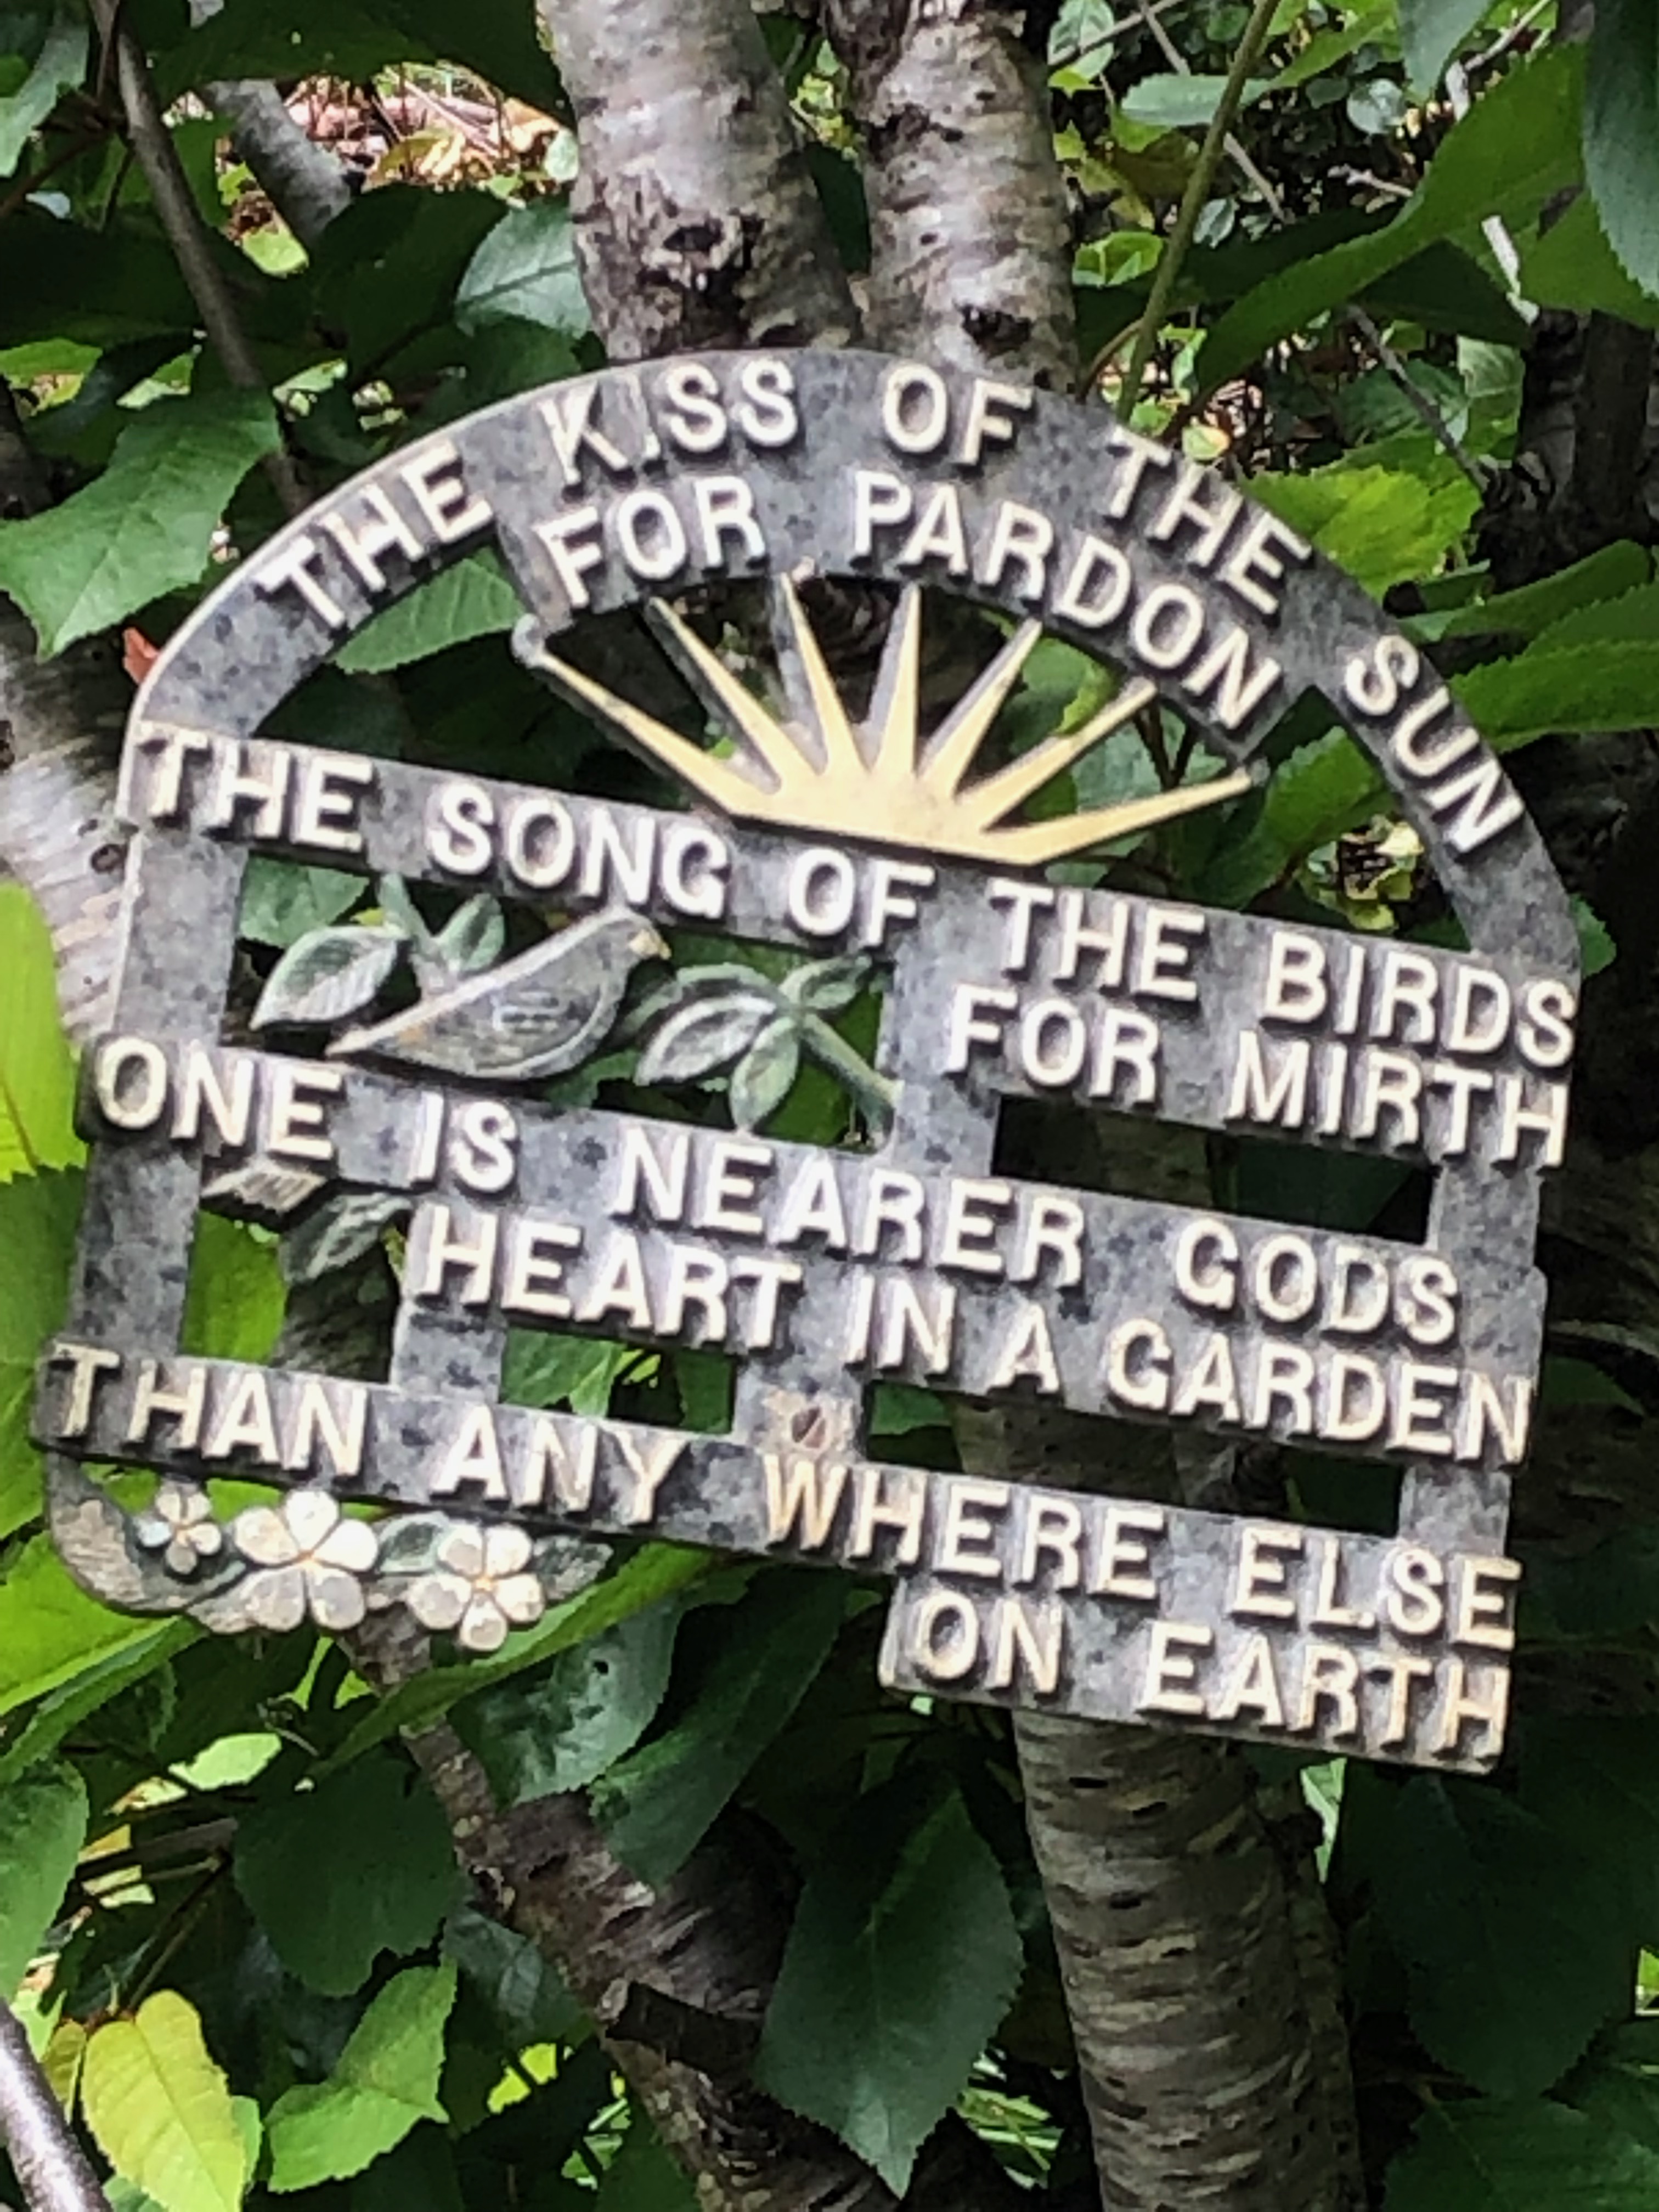 THE KISS OF THE SUN
FOR PARDON
THE SONG OF THE BIRDS
FOR MIRTH
ONE IS NEARER GODS
HEART IN A GARDEN
THAN ANY WHERE ELSE
ON EARTH